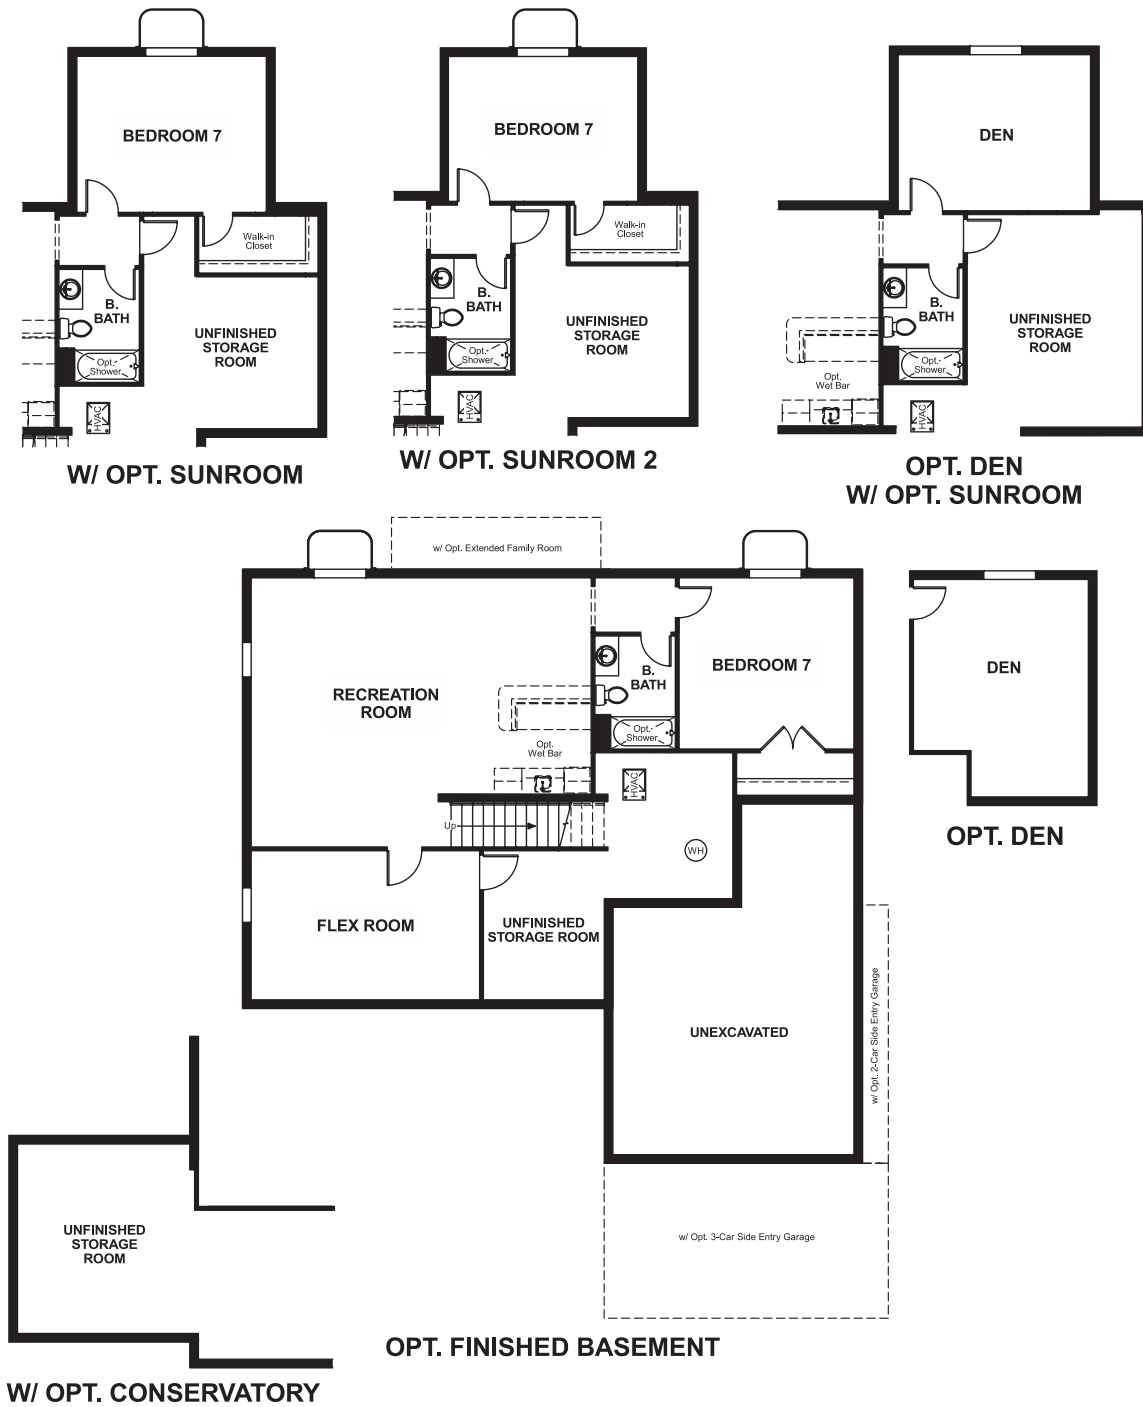 BEDROOM 7
Walk-in
Closet
B.
BATH
UNFINISHED
STORAGE
ROOM
Opt.
Shower
HVAC
W/ OPT. SUNROOM
BEDROOM 7
Walk-in
Closet
B.
BATH
UNFINISHED
STORAGE
ROOM
Opt.
Shower
HVAC
W/ OPT. SUNROOM 2
DEN
B.
BATH
UNFINISHED
STORAGE
ROOM
Opt.
Shower
Opt.
Wet Bar
HVAC
OPT. DEN
W/ OPT. SUNROOM
w/ Opt. Extended Family Room
BEDROOM 7
B.
BATH
RECREATION
ROOM
Opt.
Shower
Opt.
Wet Bar
HVAC
Up
WH
FLEX ROOM
UNFINISHED
STORAGE ROOM
UNEXCAVATED
w/ Opt. 2-Car Side Entry Garage
w/ Opt. 3-Car Side Entry Garage
OPT. FINISHED BASEMENT
DEN
OPT. DEN
UNFINISHED
STORAGE
ROOM
W/ OPT. CONSERVATORY